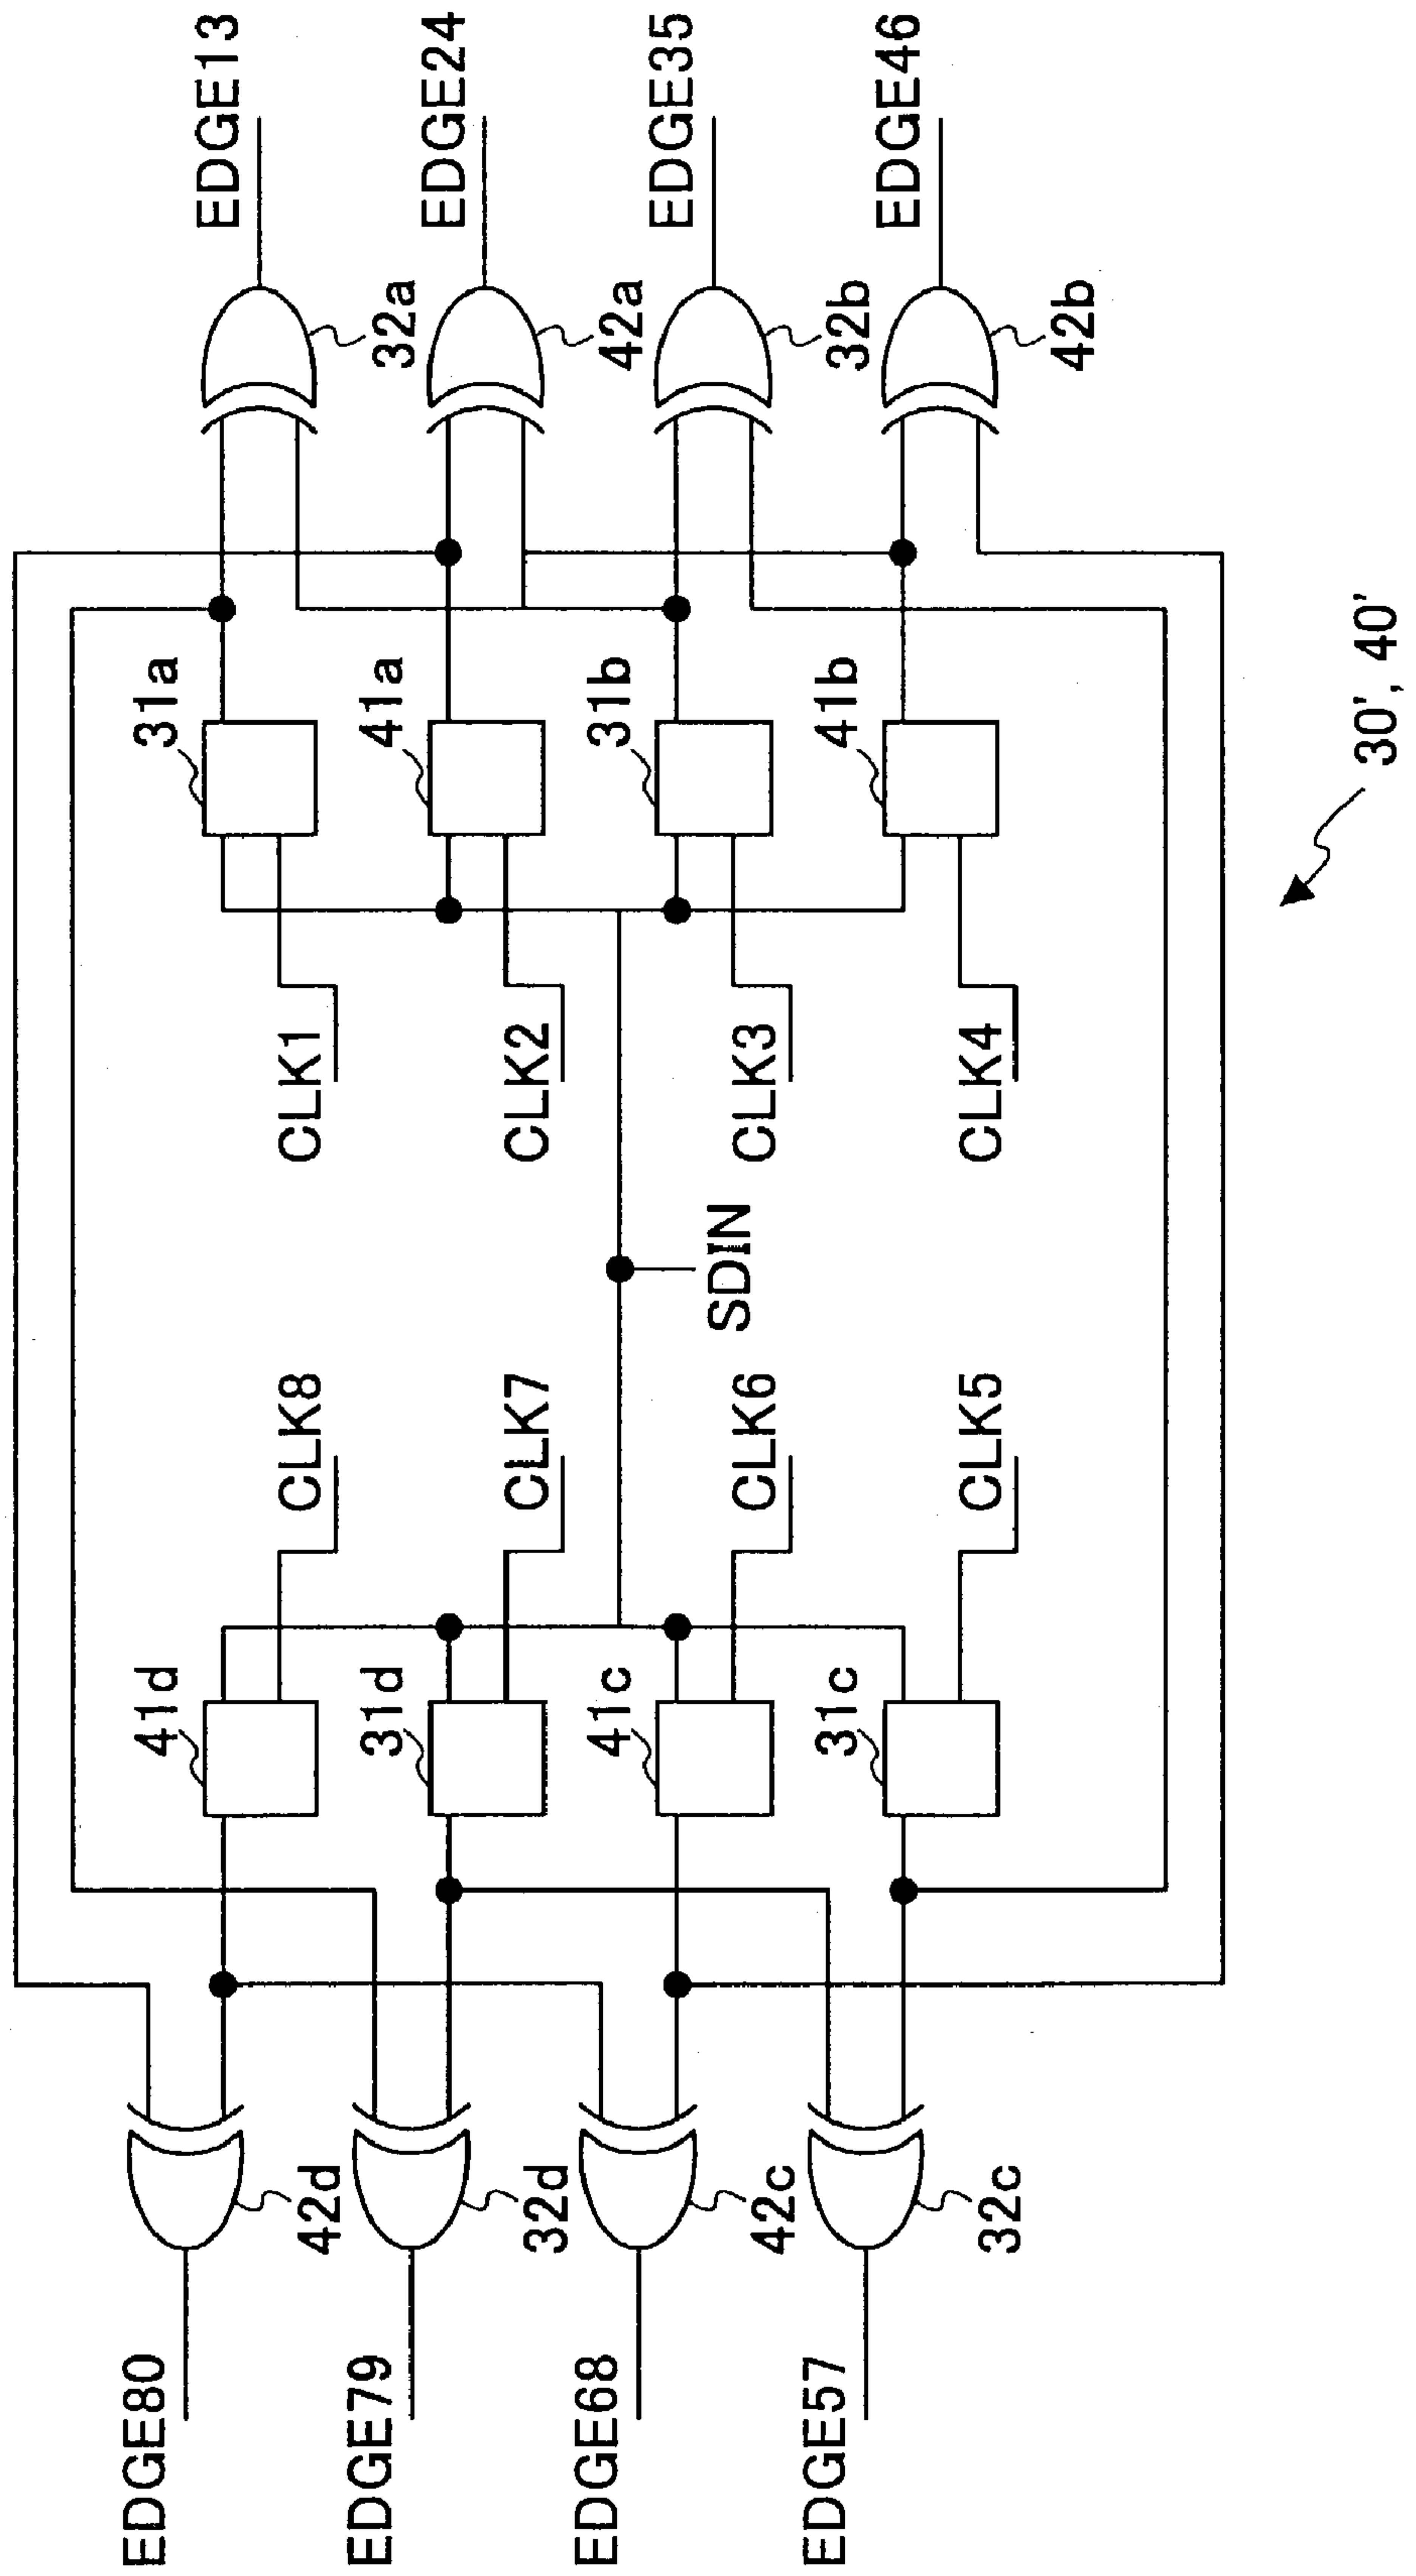 EDGE13
EDGE24
EDGE35
EDGE46
32a
42a
32b
42b
31a
41a
31b
41b
30', 40'
CLK1
CLK2
CLK3
CLK4
SDIN
CLK8
CLK7
CLK6
CLK5
41d
31d
41c
31c
42d
32d
42c
32c
EDGE80
EDGE79
EDGE68
EDGE57